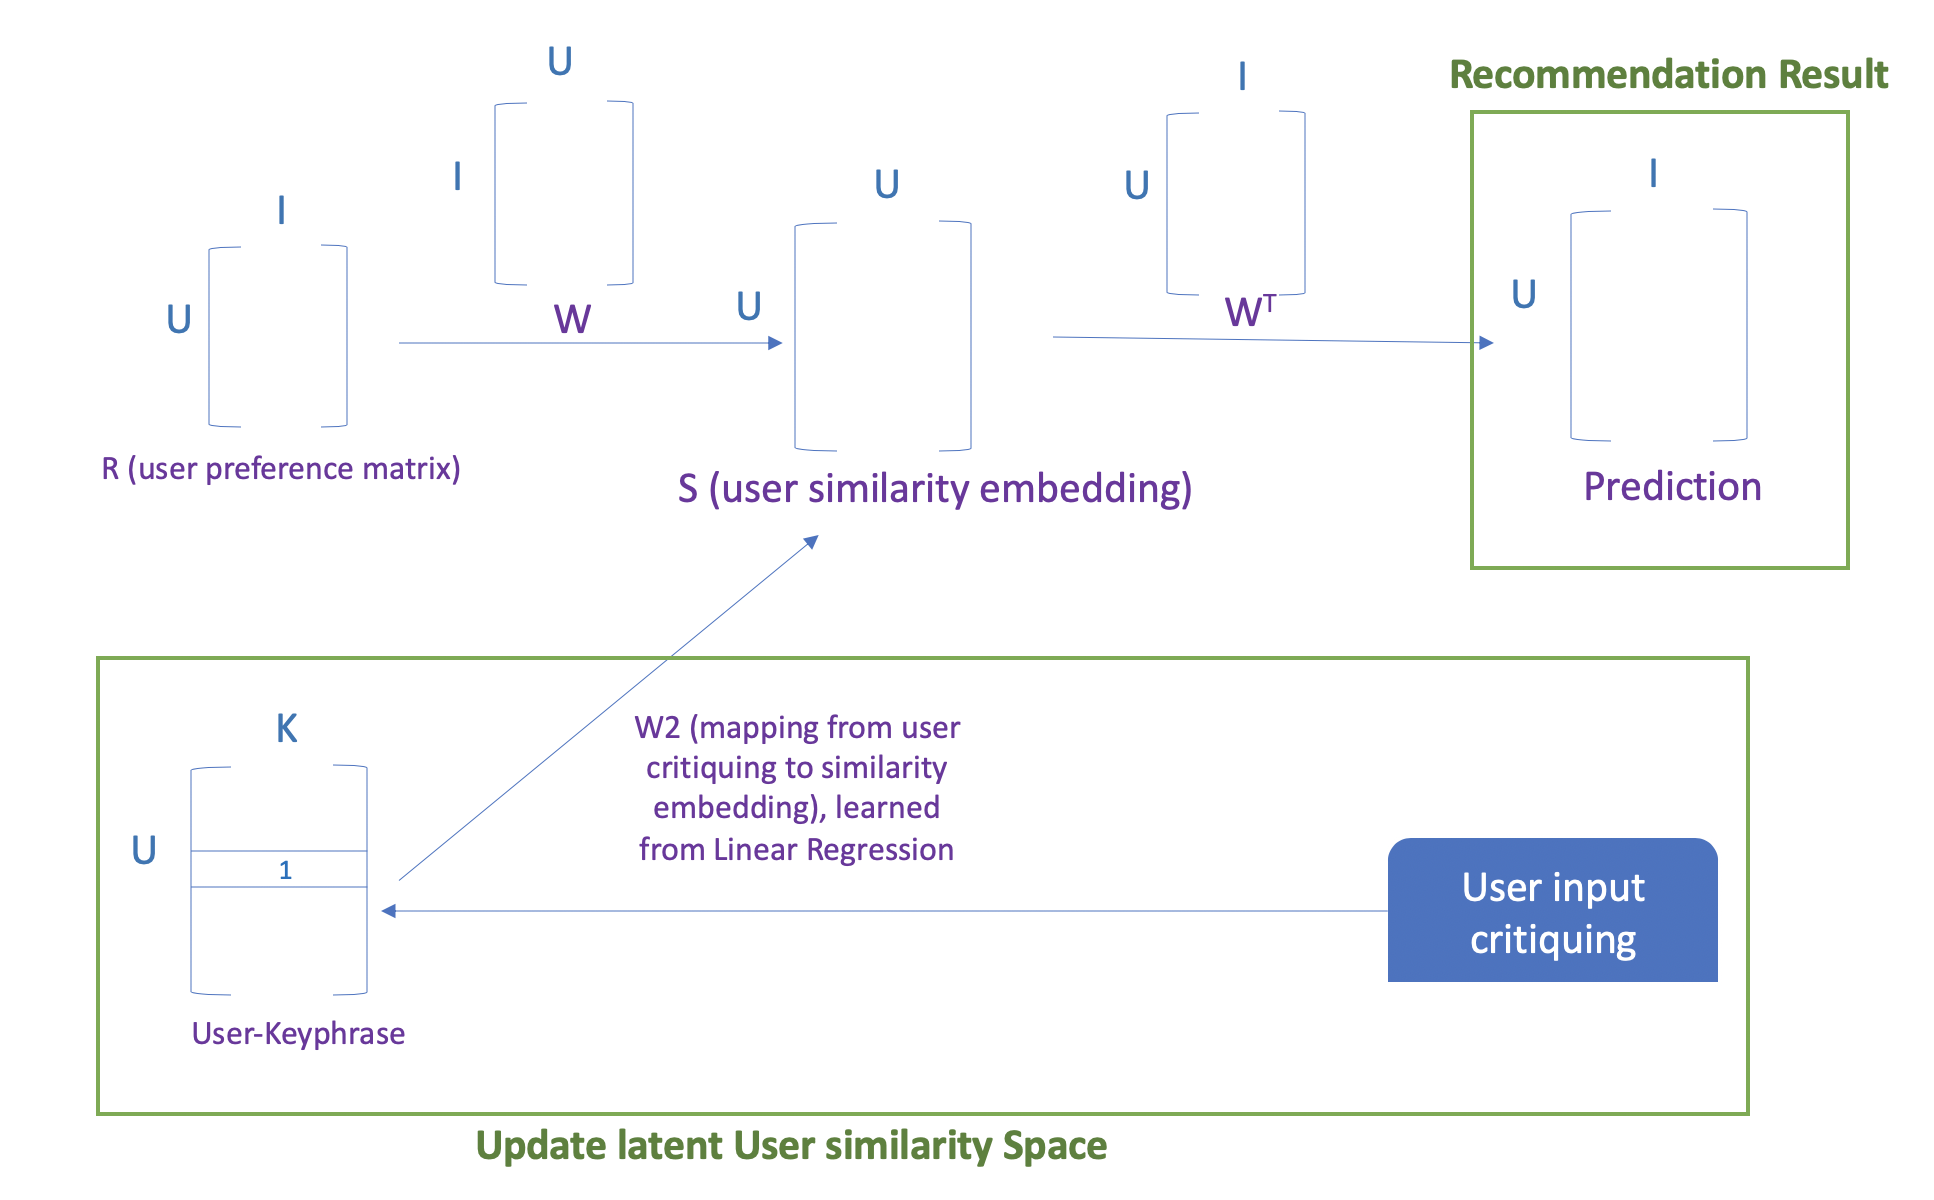 U
I
Recommendation Result
I
I
U
U
I
I
U
U
U
W
U
W^T
U
R (user preference matrix)
S (user similarity embedding)
Prediction
K
W2 (mapping from user
critiquing to similarity
embedding), learned
from Linear Regression
U
1
User input
critiquing
User-Keyphrase
Update latent User similarity Space